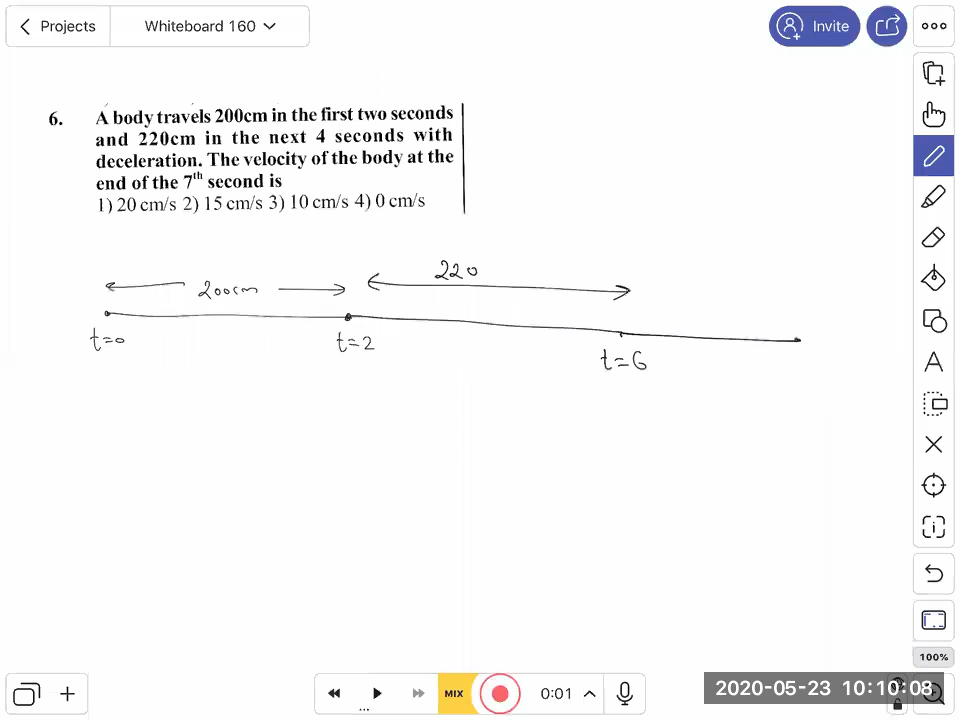 Projects
Whiteboard 160
Invite
6. A body travels 200cm in the first two seconds
and 220cm in the next 4 seconds with
deceleration. The velocity of the body at the
end of the 7th second is
1) 20 cm/s 2) 15 cm/s 3) 10 cm/s 4) 0 cm/s
220
200cm
t=0
t=2
t=6
A
100%
MIX
0:01
2020-05-23 10:10:08